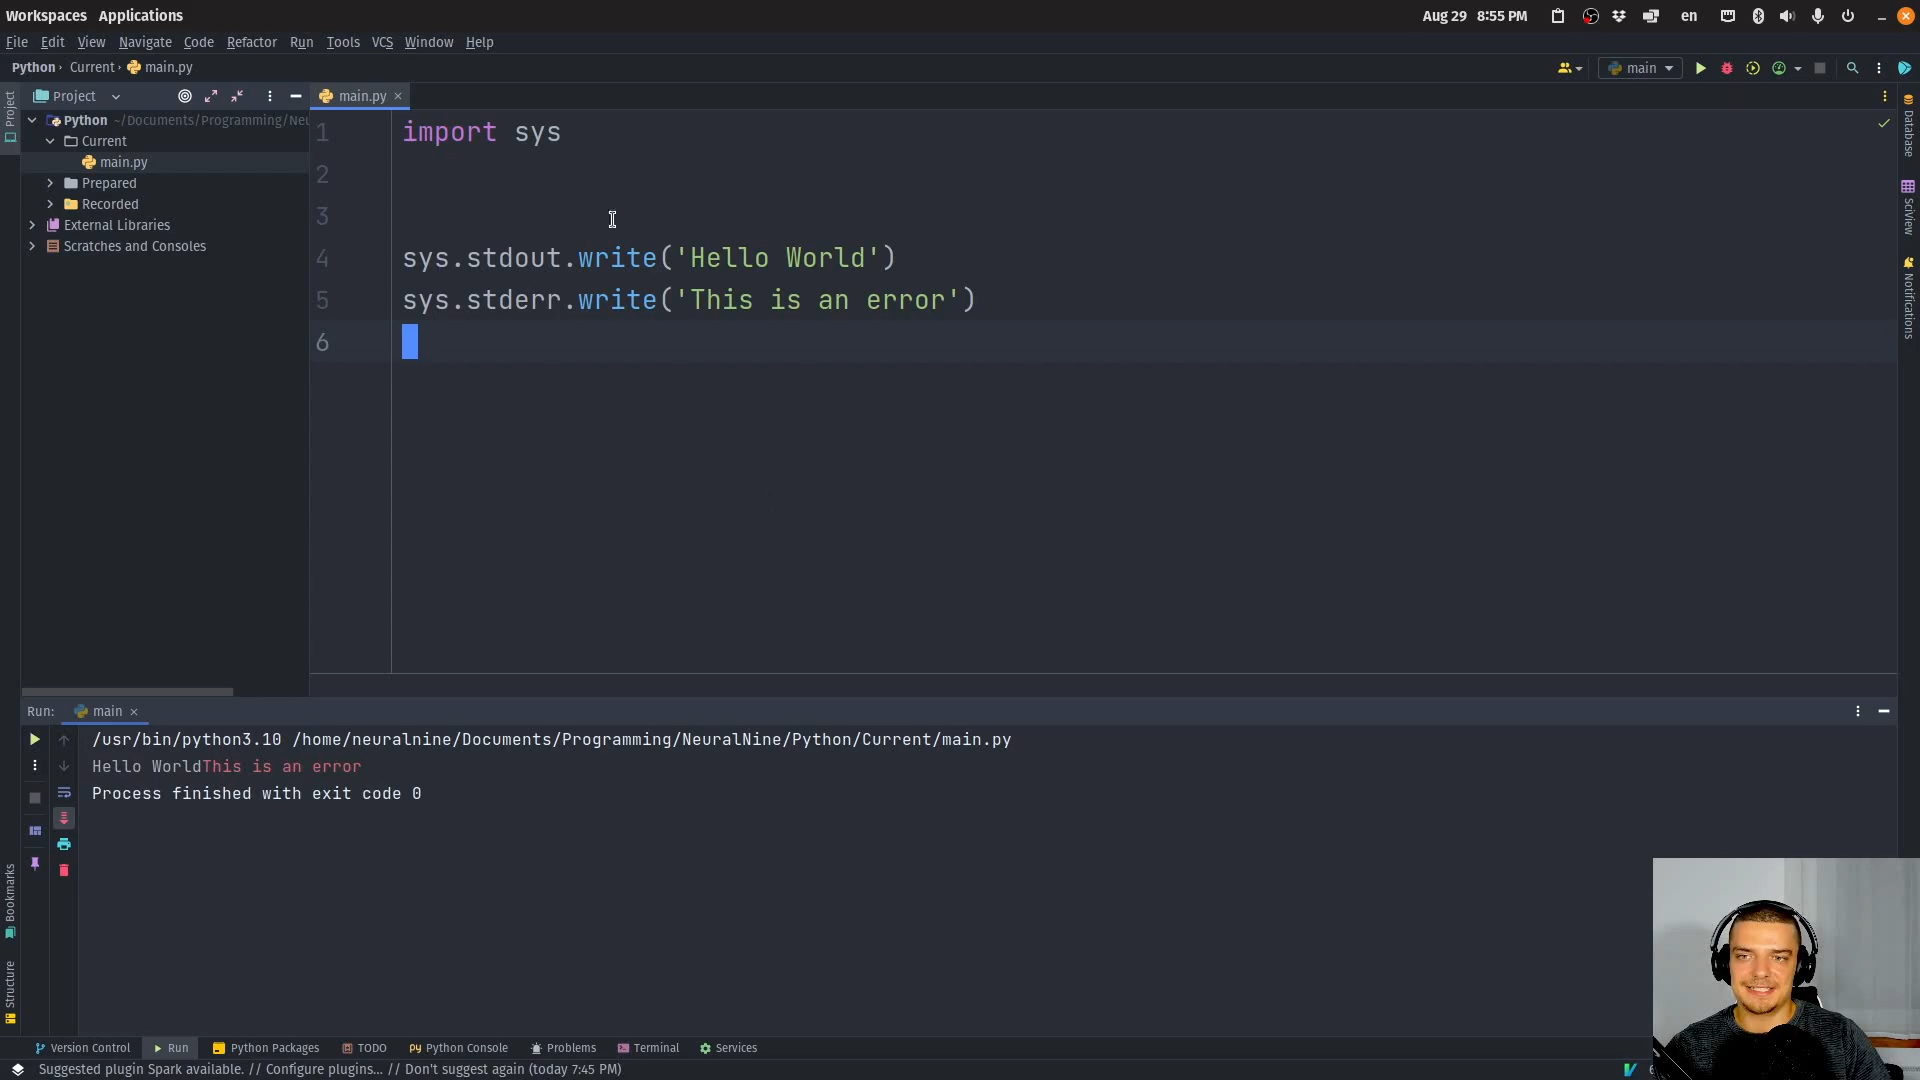 Workspaces Applications Aug 29 8:55 PM en
File Edit View Navigate Code Refactor Run Tools VCS Window Help
Python Current main.py main
Project main.py
Python ~/Documents/Programming/Neu
Current
main.py
Prepared
Recorded
External Libraries
Scratches and Consoles
1 import sys
2
3
4 sys.stdout.write('Hello World')
5 sys.stderr.write('This is an error')
6
Project
Bookmarks
Structure
Database
SciView
Notifications
Run: main
/usr/bin/python3.10 /home/neuralnine/Documents/Programming/NeuralNine/Python/Current/main.py
Hello WorldThis is an error
Process finished with exit code 0
Version Control Run Python Packages TODO Python Console Problems Terminal Services
Suggested plugin Spark available. // Configure plugins... // Don't suggest again (today 7:45 PM)